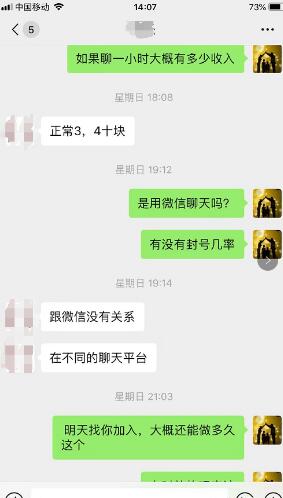 中国移动
14:07
73%
5
如果聊一小时大概有多少收入
星期日 18:08
正常3，4十块
星期日 19:12
是用微信聊天吗?
有没有封号几率
星期日 19:14
跟微信没有关系
在不同的聊天平台
星期日 21:03
明天找你加入，大概还能做多久
这个